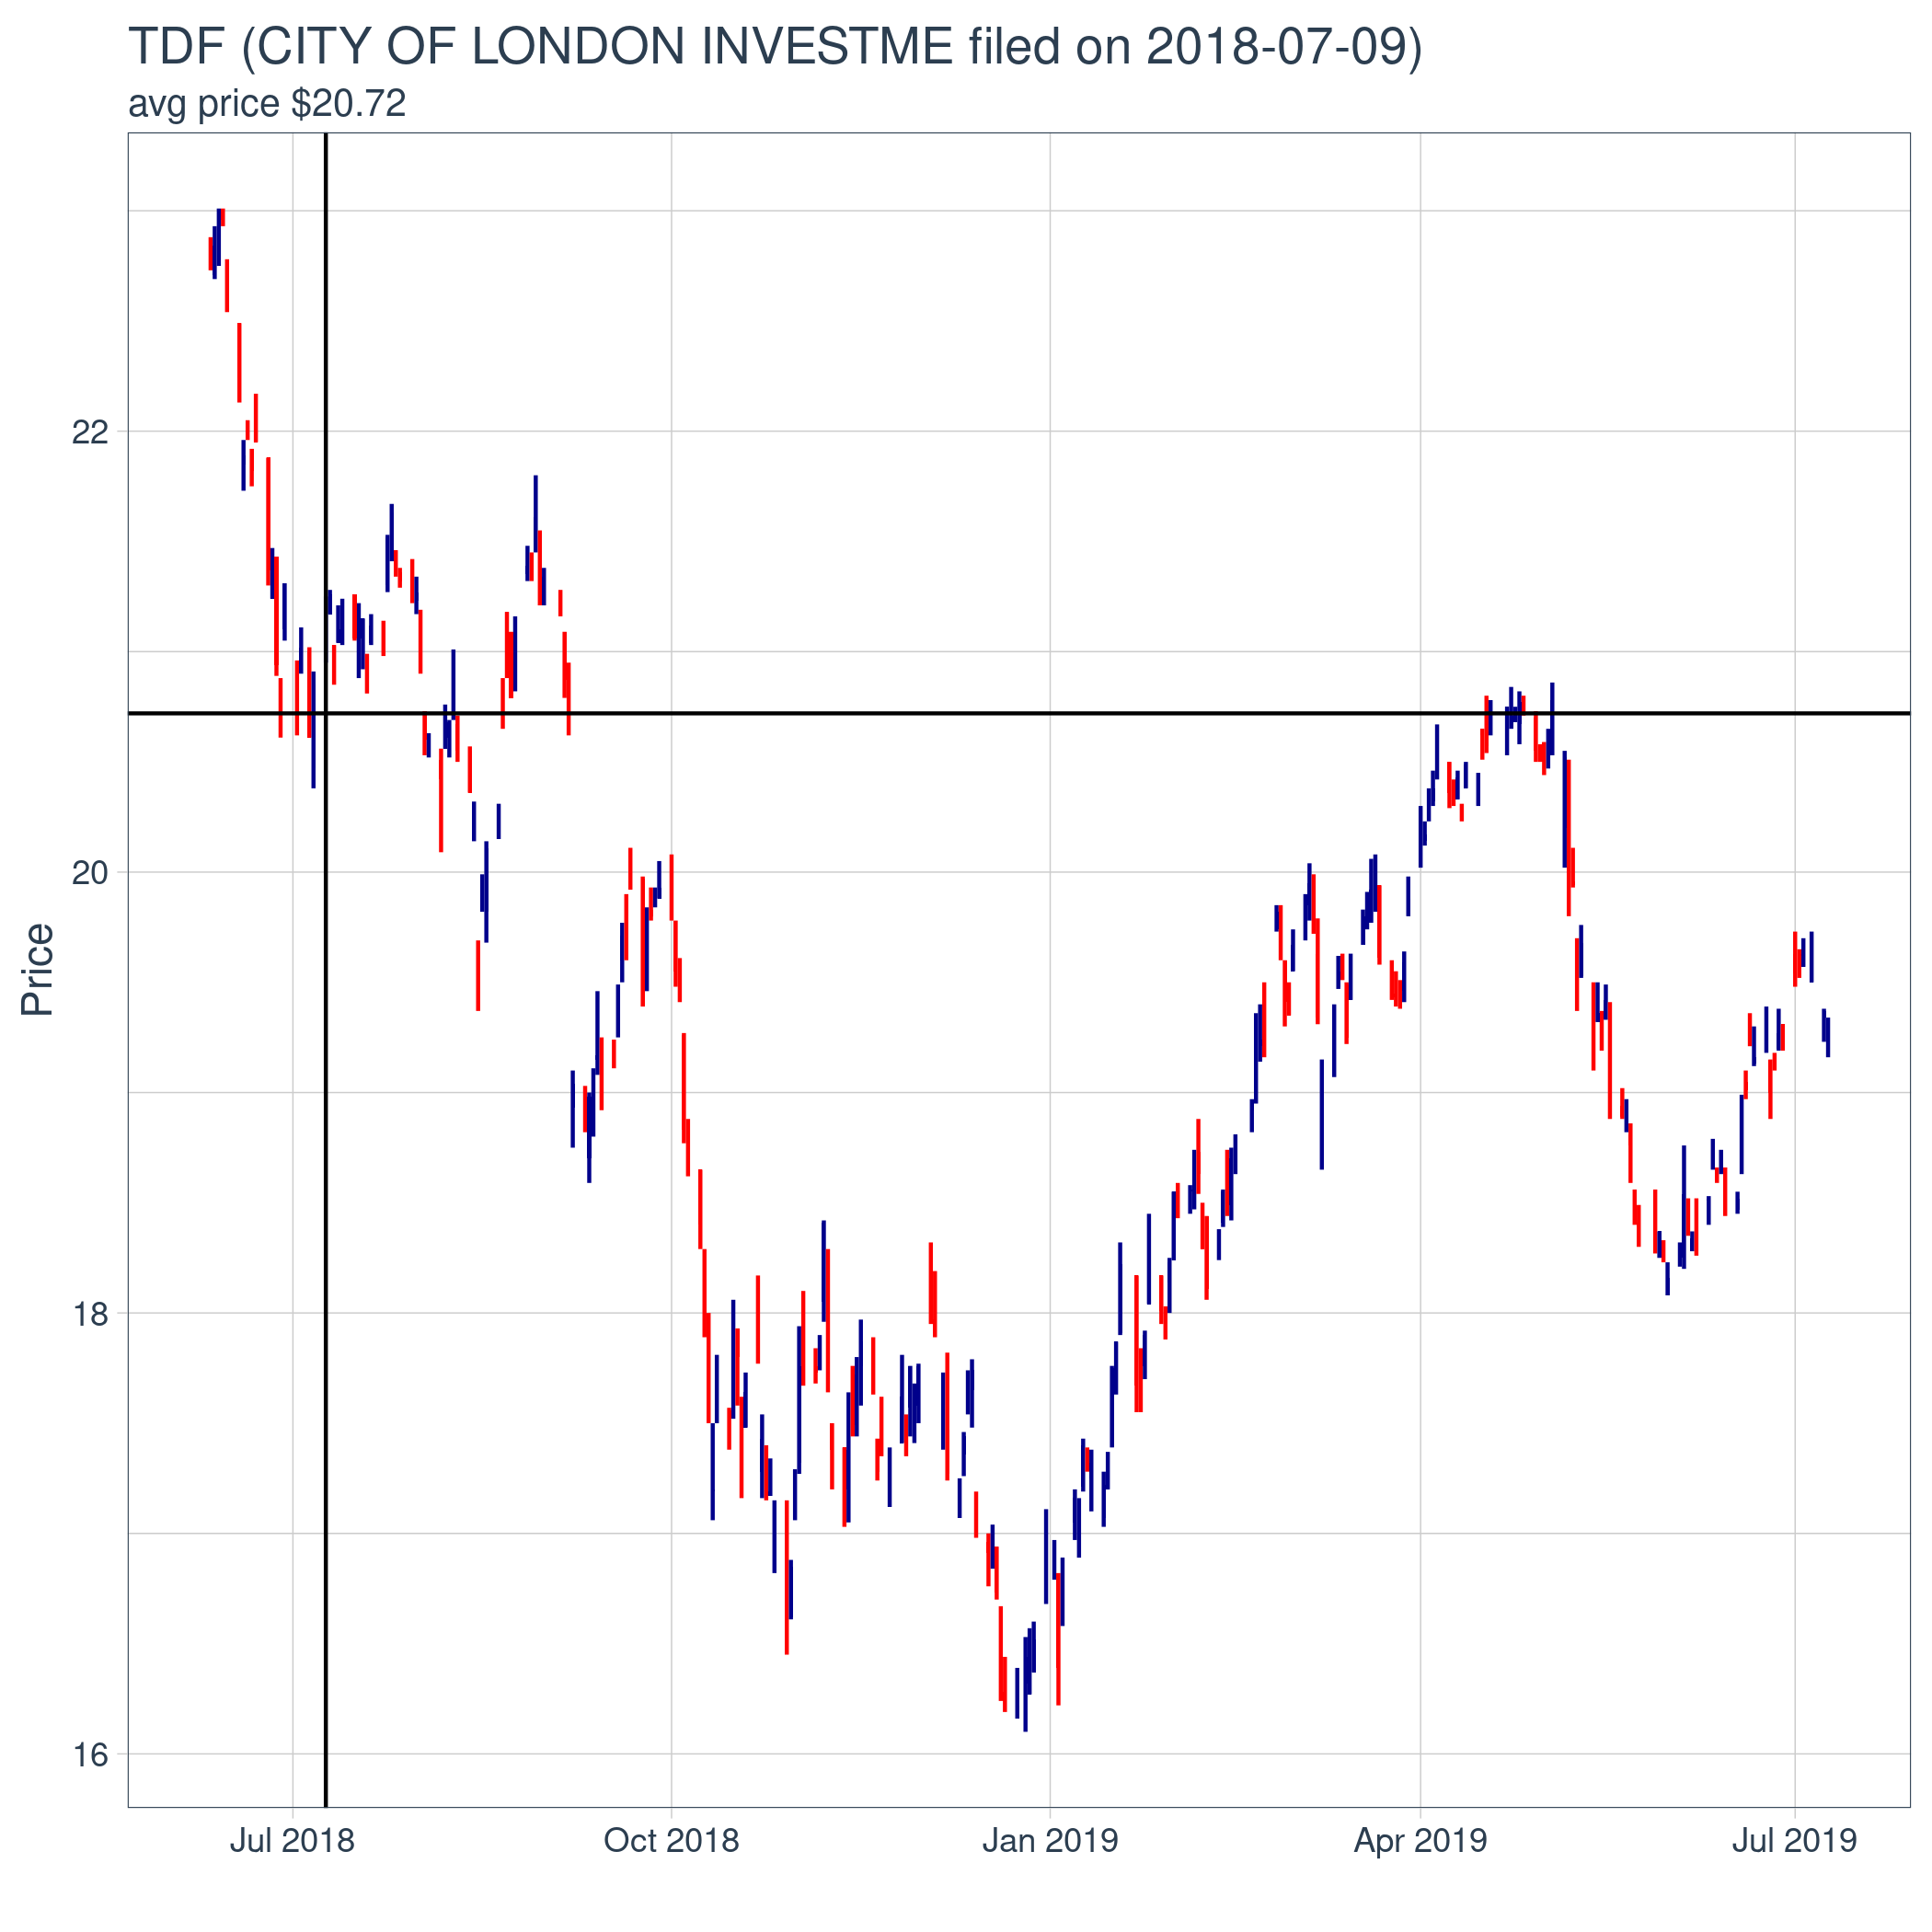 TDF (CITY OF LONDON INVESTME filed on 2018-07-09)
avg price $20.72
22
20
18
16
Price
Jul 2018
Oct 2018
Jan 2019
Apr 2019
Jul 2019